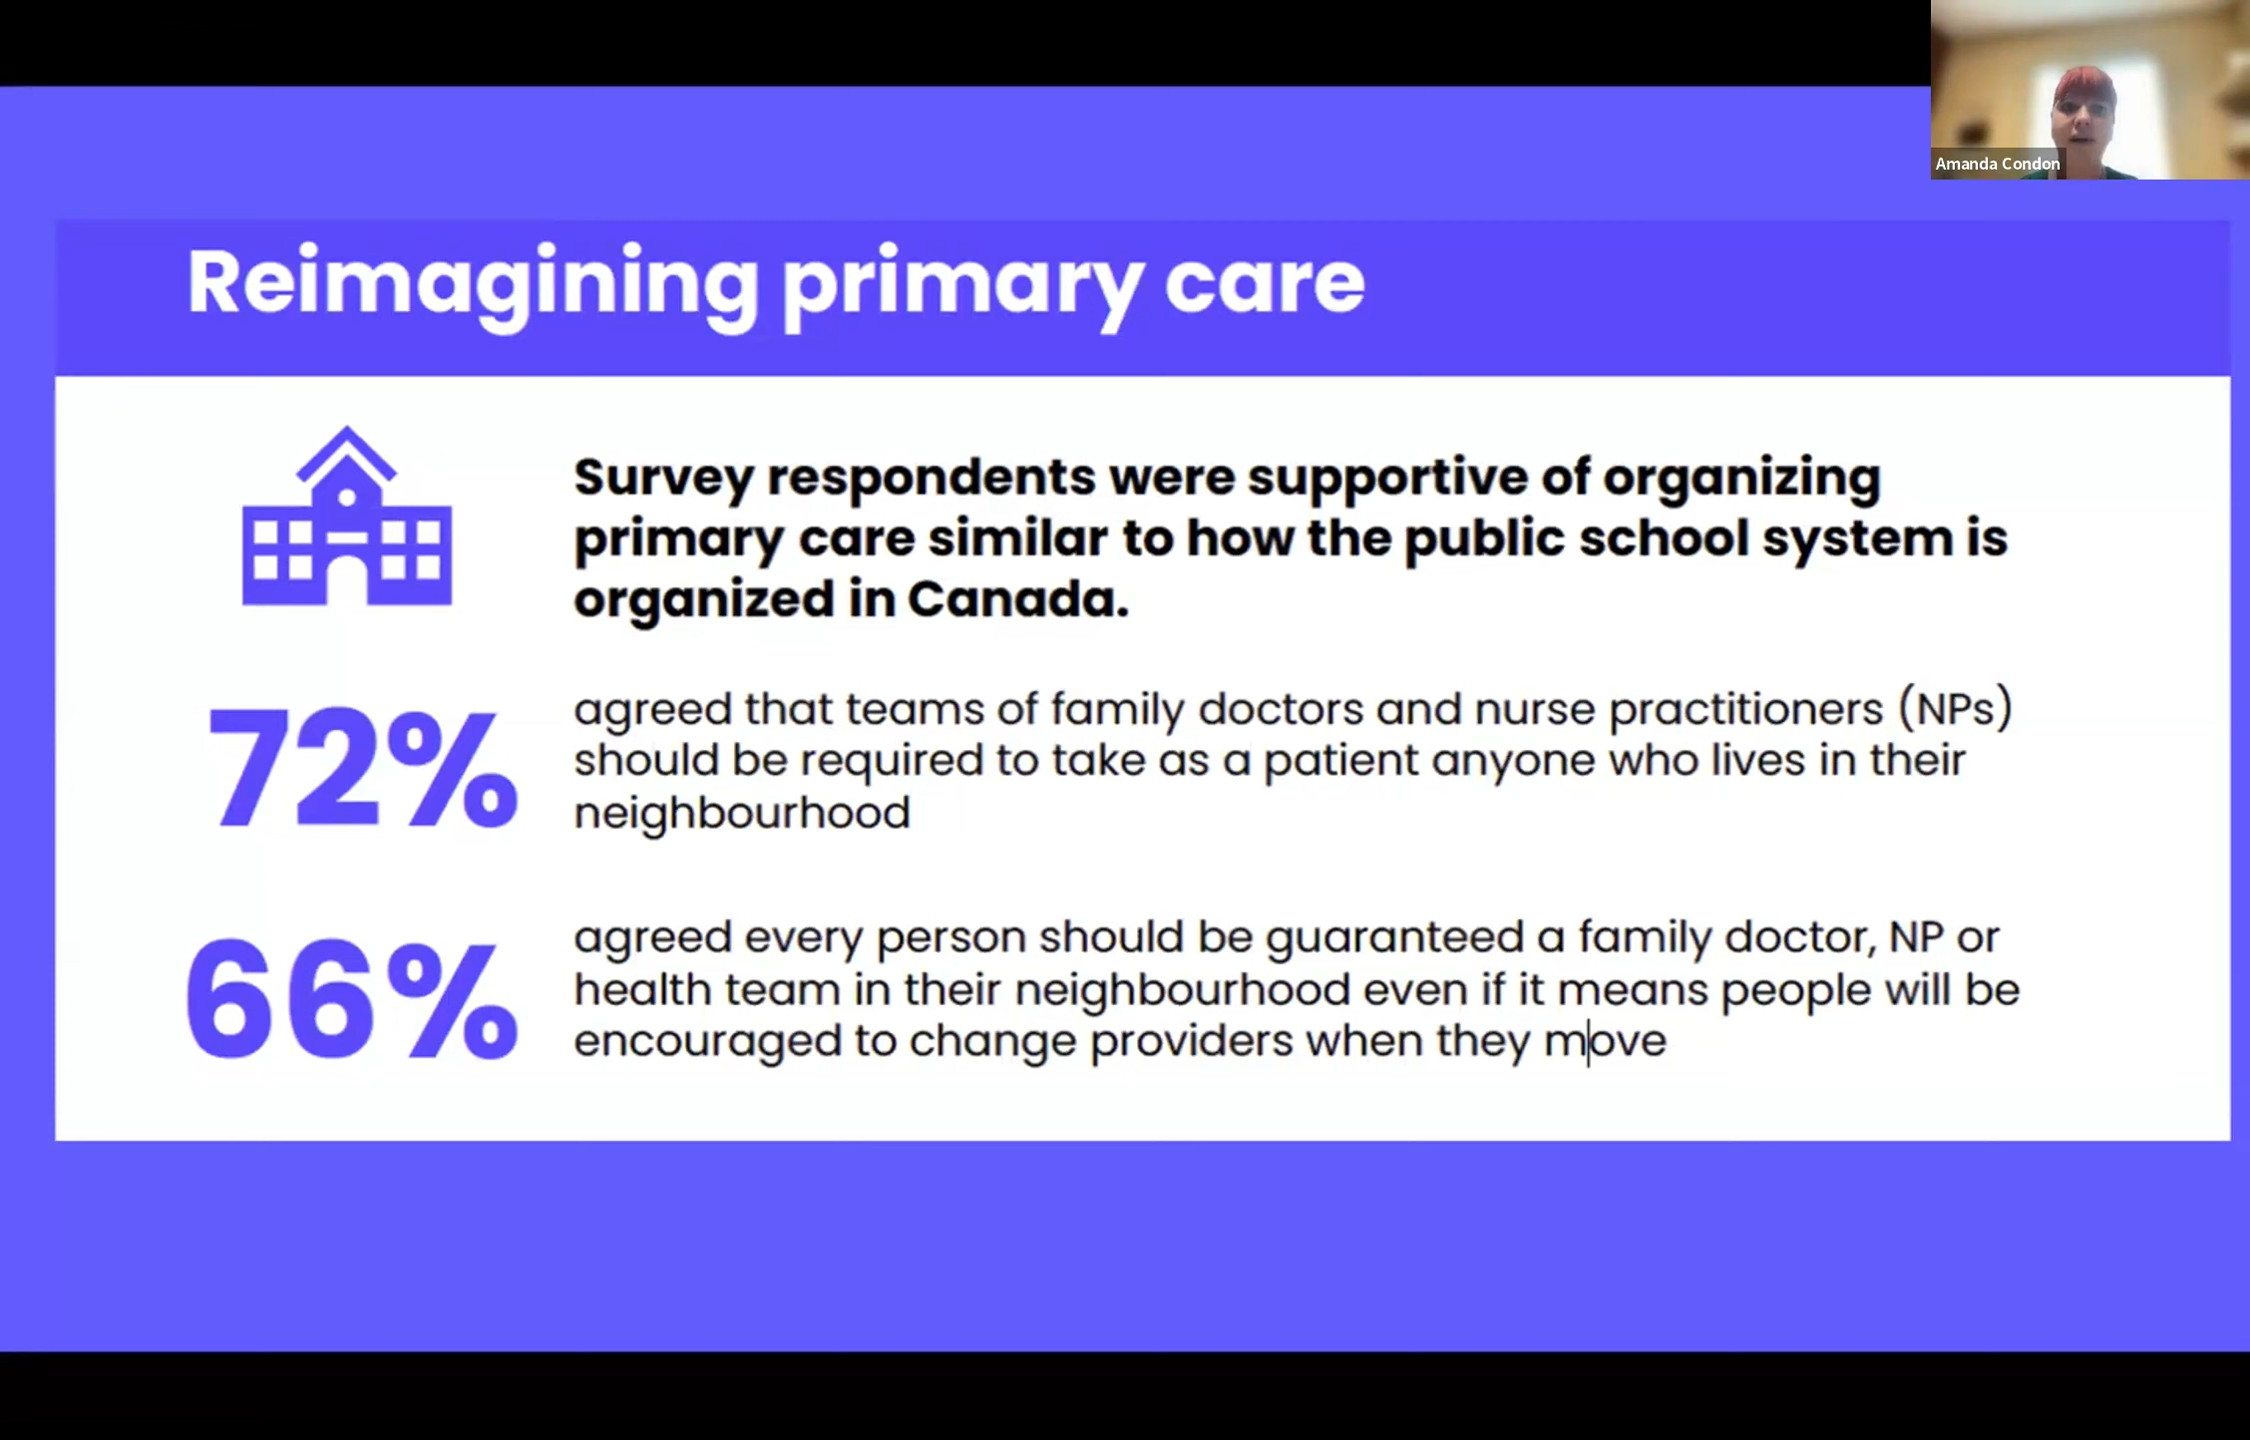 Amanda Condon
Reimagining primary care
Survey respondents were supportive of organizing
primary care similar to how the public school system is
organized in Canada.
72%
agreed that teams of family doctors and nurse practitioners (NPs)
should be required to take as a patient anyone who lives in their
neighbourhood
66%
agreed every person should be guaranteed a family doctor, NP or
health team in their neighbourhood even if it means people will be
encouraged to change providers when they move